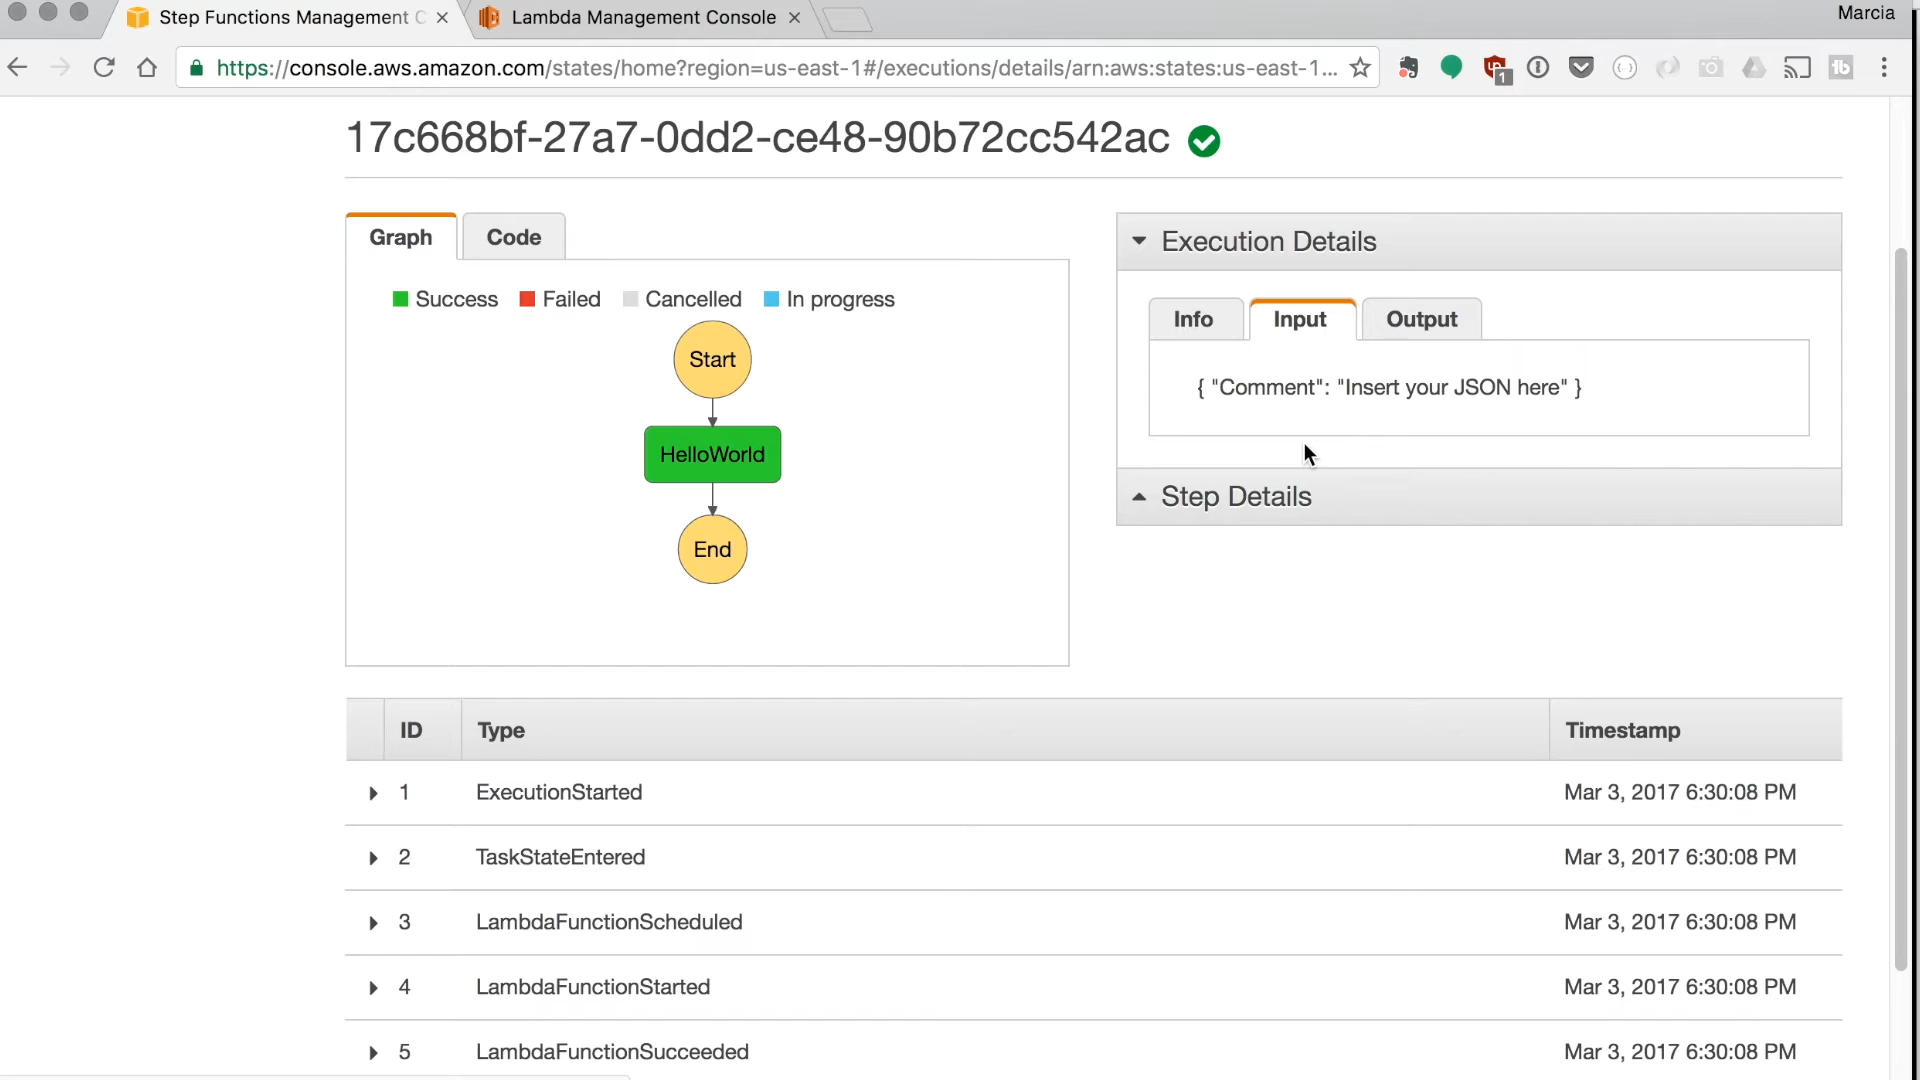 Step Functions Management C
Lambda Management Console
Marcia
https://console.aws.amazon.com/states/home?region=us-east-1#/executions/details/arn:aws:states:us-east-1...
1
17c668bf-27a7-0dd2-ce48-90b72cc542ac
Graph
Code
Success
Failed
Cancelled
In progress
Start
HelloWorld
End
Execution Details
Info
Input
Output
{ "Comment": "Insert your JSON here" }
Step Details
ID Type Timestamp
1 ExecutionStarted Mar 3, 2017 6:30:08 PM
2 TaskStateEntered Mar 3, 2017 6:30:08 PM
3 LambdaFunctionScheduled Mar 3, 2017 6:30:08 PM
4 LambdaFunctionStarted Mar 3, 2017 6:30:08 PM
5 LambdaFunctionSucceeded Mar 3, 2017 6:30:08 PM